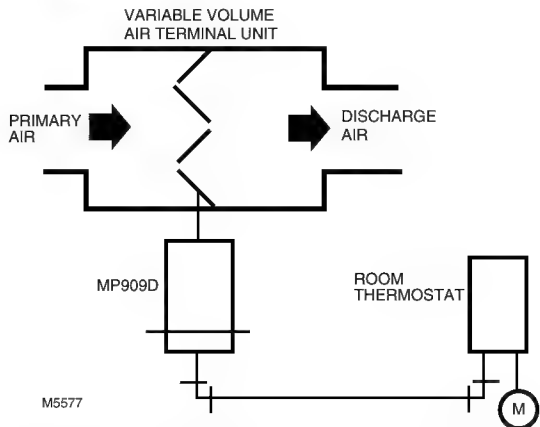 VARIABLE VOLUME
AIR TERMINAL UNIT
PRIMARY
AIR
DISCHARGE
AIR
MP909D
ROOM
THERMOSTAT
M5577
M